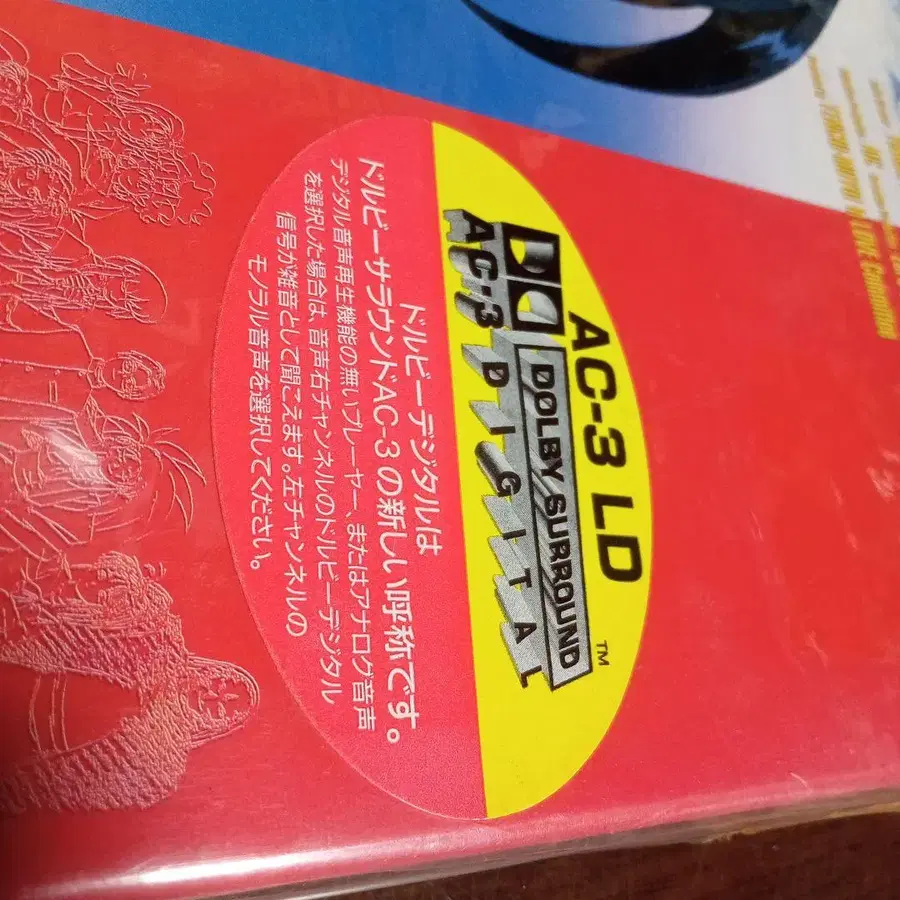 AC-3 LD
DOLBY SURROUND
AC-3 DIGITAL
TM
ドルビーデジタルは
ドルビーサラウンドAC-3の新しい呼称です。
デジタル音声再生機能の無いプレーヤー、またはアナログ音声
を選択した場合は、音声右チャンネルのドルビーデジタル
信号が雑音として聞こえます。左チャンネルの
モノラル音声を選択してください。